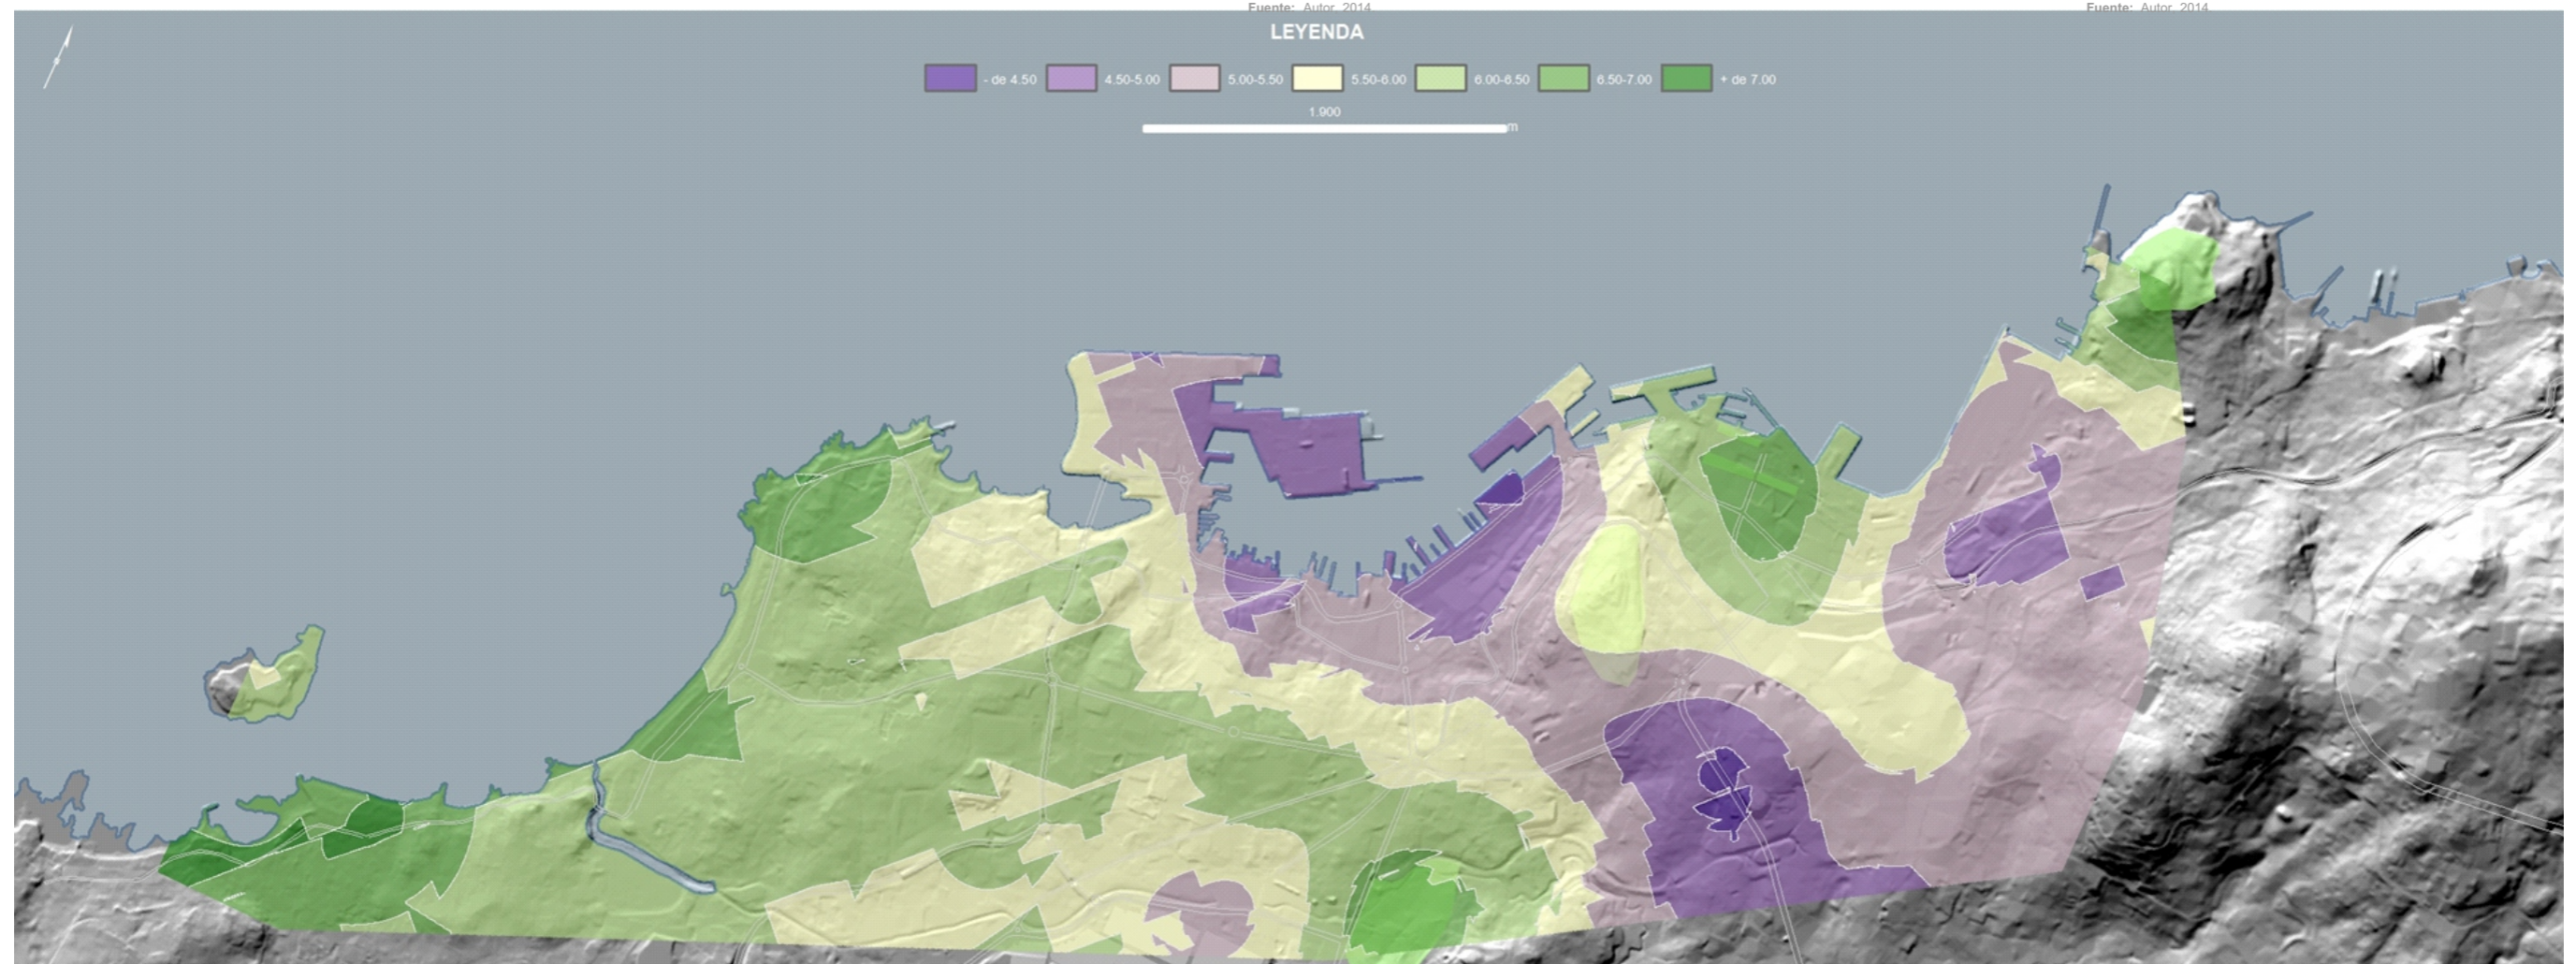 Fuente: Autor, 2014
Fuente: Autor, 2014
LEYENDA
- de 4.50
4.50-5.00
5.00-5.50
5.50-6.00
6.00-6.50
6.50-7.00
+ de 7.00
1.900
m